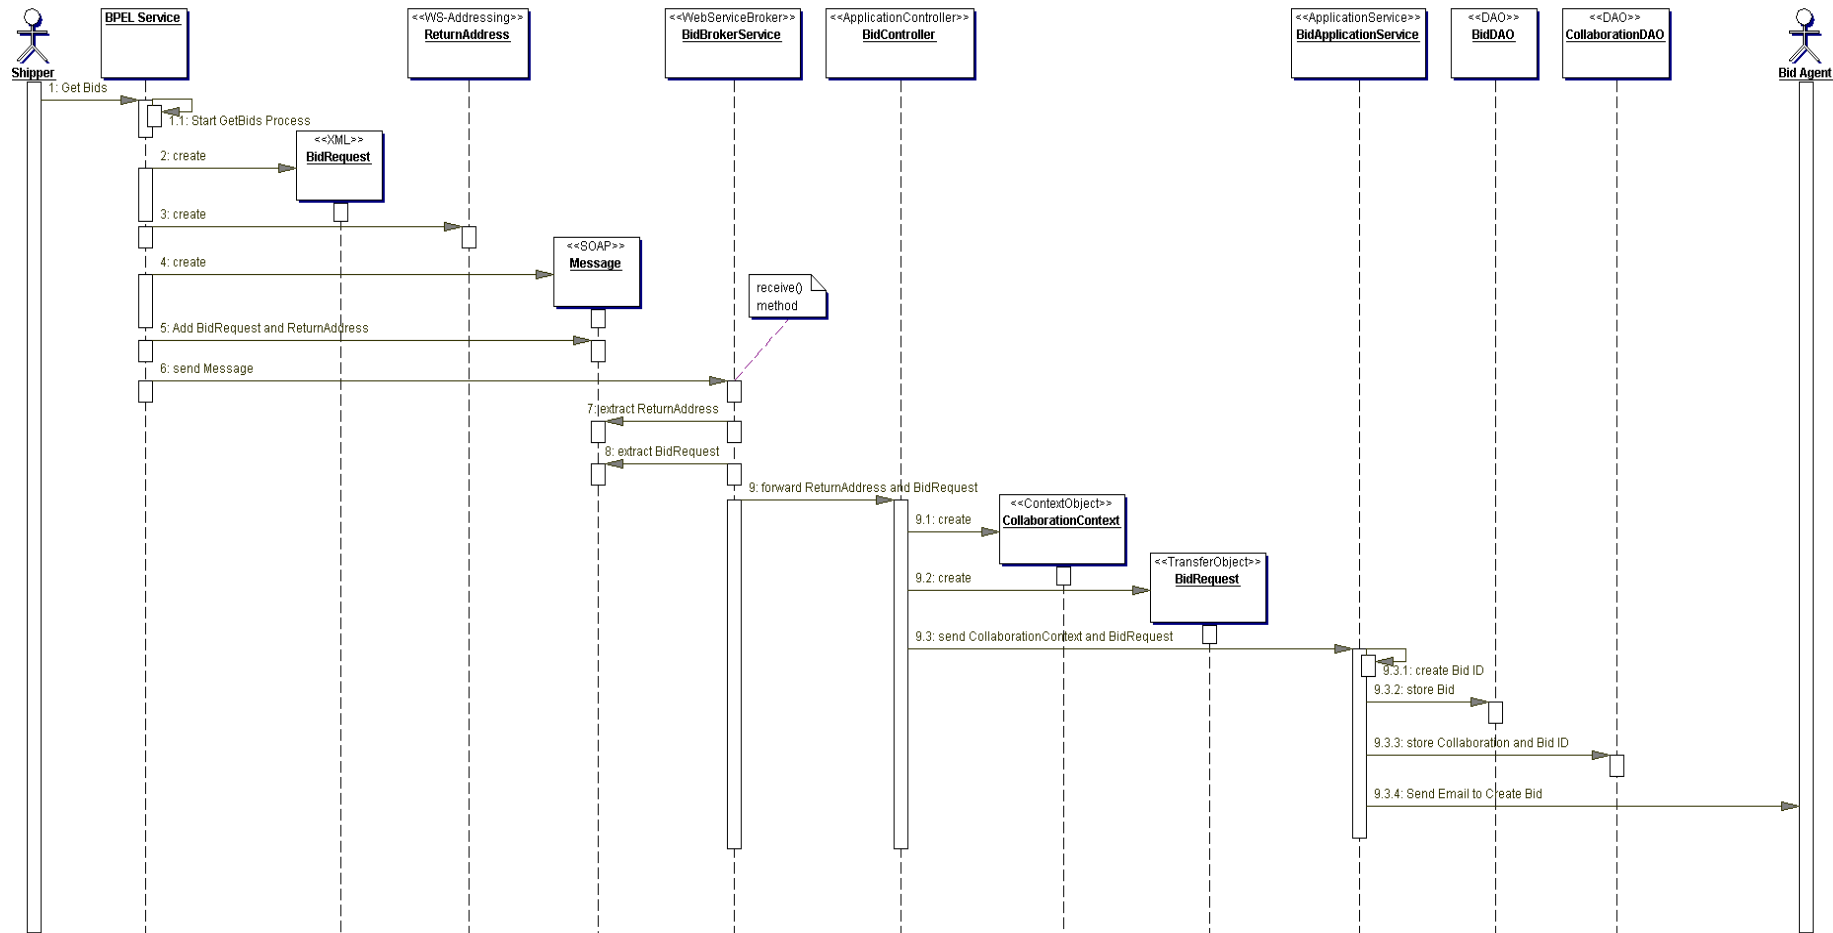 BPEL Service
<<WS-Addressing>>
ReturnAddress
<<WebServiceBroker>>
BidBrokerService
<<ApplicationController>>
BidController
<<ApplicationService>>
BidApplicationService
<<DAO>>
BidDAO
<<DAO>>
CollaborationDAO
Shipper
Bid Agent
1: Get Bids
1.1: Start GetBids Process
<<XML>>
BidRequest
2: create
3: create
<<SOAP>>
Message
4: create
receive()
method
5: Add BidRequest and ReturnAddress
6: send Message
7: extract ReturnAddress
8: extract BidRequest
9: forward ReturnAddress and BidRequest
<<ContextObject>>
CollaborationContext
9.1: create
<<TransferObject>>
BidRequest
9.2: create
9.3: send CollaborationContext and BidRequest
9.3.1: create Bid ID
9.3.2: store Bid
9.3.3: store Collaboration and Bid ID
9.3.4: Send Email to Create Bid